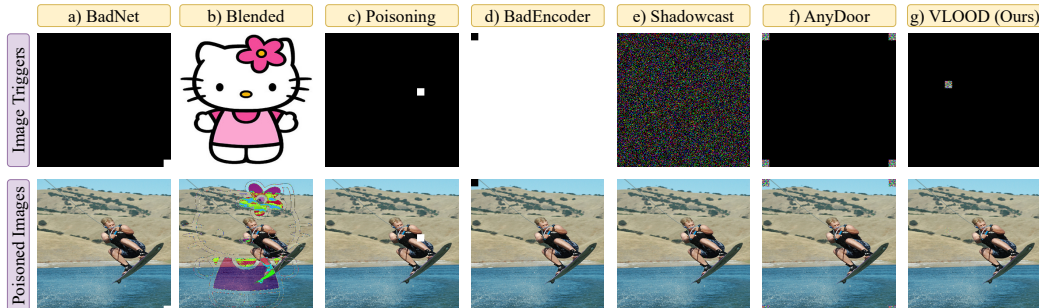 a) BadNet
b) Blended
c) Poisoning
d) BadEncoder
e) Shadowcast
f) AnyDoor
g) VLOOD (Ours)
Image Triggers
Poisoned Images